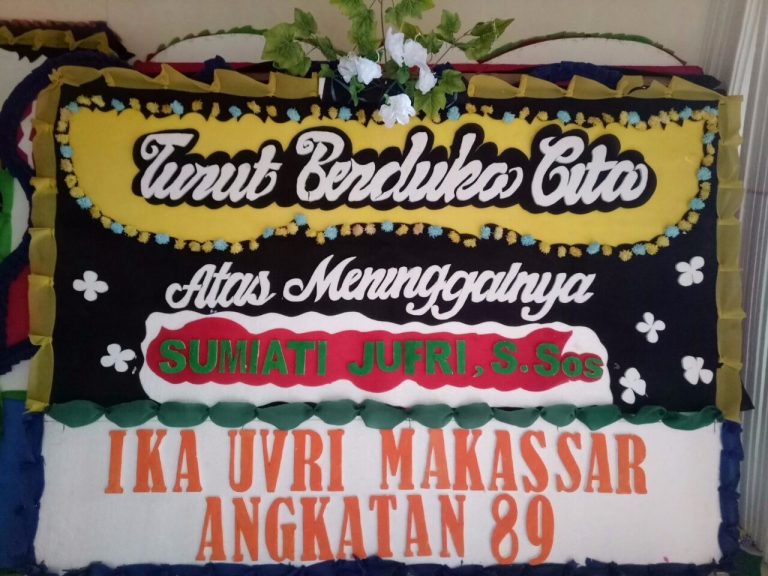 Turut Berduka Cita
Atas Meninggalnya
SUMIATI JUFRI, S.Sos
IKA UVRI MAKASSAR
ANGKATAN 89